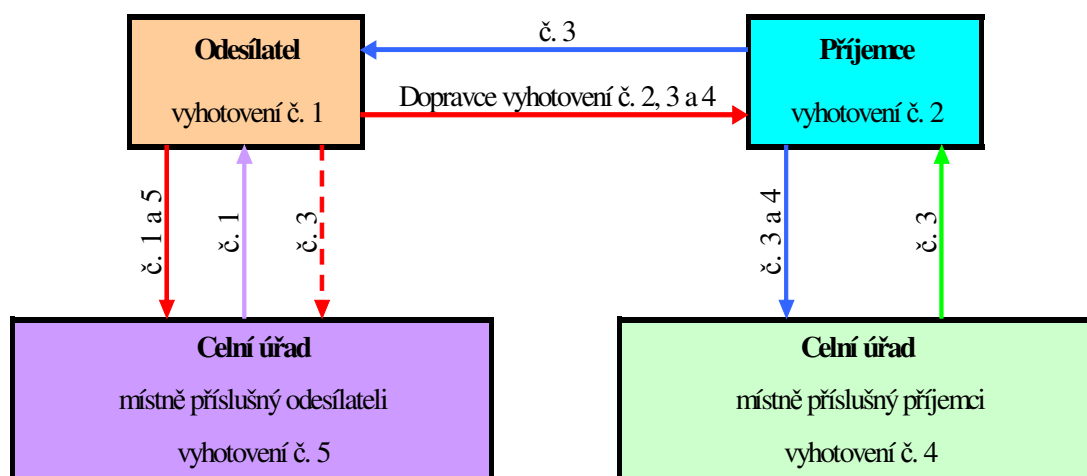 č. 3
Odesílatel
vyhotovení č. 1
Dopravce vyhotovení č. 2, 3 a 4
Příjemce
vyhotovení č. 2
č. 1 a 5
č. 1
č. 3
č. 3 a 4
č. 3
Celní úřad
místně příslušný odesílateli
vyhotovení č. 5
Celní úřad
místně příslušný příjemci
vyhotovení č. 4